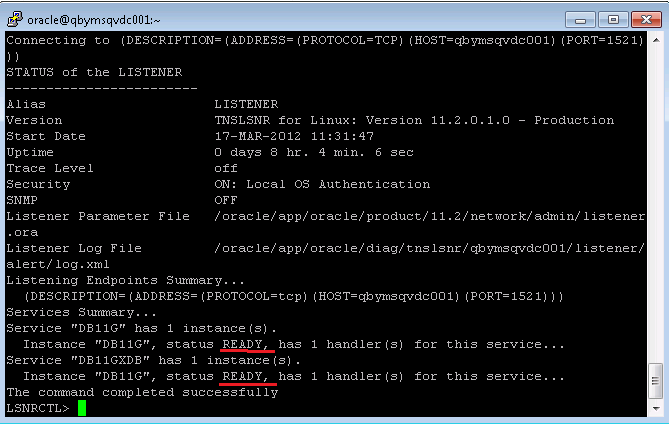 oracle@qbymsqvdc001:~
Connecting to (DESCRIPTION=(ADDRESS=(PROTOCOL=TCP)(HOST=qbymsqvdc001)(PORT=1521)
))
STATUS of the LISTENER
------------------------
Alias                     LISTENER
Version                   TNSLSNR for Linux: Version 11.2.0.1.0 - Production
Start Date                17-MAR-2012 11:31:47
Uptime                    0 days 8 hr. 4 min. 6 sec
Trace Level               off
Security                  ON: Local OS Authentication
SNMP                      OFF
Listener Parameter File   /oracle/app/oracle/product/11.2/network/admin/listener
.ora
Listener Log File         /oracle/app/oracle/diag/tnslsnr/qbymsqvdc001/listener/
alert/log.xml
Listening Endpoints Summary...
  (DESCRIPTION=(ADDRESS=(PROTOCOL=tcp)(HOST=qbymsqvdc001)(PORT=1521)))
Services Summary...
Service "DB11G" has 1 instance(s).
  Instance "DB11G", status READY, has 1 handler(s) for this service...
Service "DB11GXDB" has 1 instance(s).
  Instance "DB11G", status READY, has 1 handler(s) for this service...
The command completed successfully
LSNRCTL>